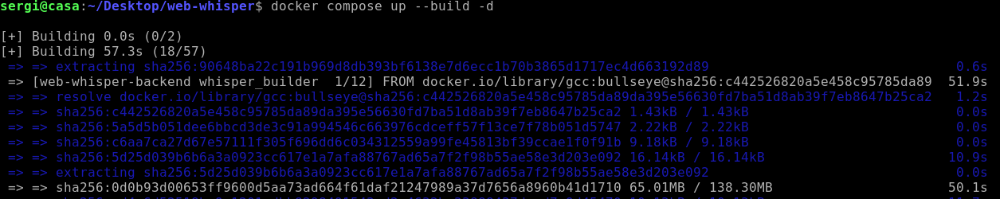 sergi@casa:~/Desktop/web-whisper$ docker compose up --build -d
[+] Building 0.0s (0/2)
[+] Building 57.3s (18/57)
=> => extracting sha256:90648ba22c191b969d8db393bf6138e7d6ecc1b70b3865d1717ec4d663192d89 0.6s
=> [web-whisper-backend whisper_builder 1/12] FROM docker.io/library/gcc:bullseye@sha256:c442526820a5e458c95785da89 51.9s
=> => resolve docker.io/library/gcc:bullseye@sha256:c442526820a5e458c95785da89da395e56630fd7ba51d8ab39f7eb8647b25ca2 1.2s
=> => sha256:c442526820a5e458c95785da89da395e56630fd7ba51d8ab39f7eb8647b25ca2 1.43kB / 1.43kB 0.0s
=> => sha256:5a5d5b051dee6bbcd3de3c91a994546c663976cdceff57f13ce7f78b051d5747 2.22kB / 2.22kB 0.0s
=> => sha256:c6aa7ca27d67e57111f305f696dd6c034312559a99fe45813bf39ccae1f0f91b 9.18kB / 9.18kB 0.0s
=> => sha256:5d25d039b6b6a3a0923cc617e1a7afa88767ad65a7f2f98b55ae58e3d203e092 16.14kB / 16.14kB 10.9s
=> => extracting sha256:5d25d039b6b6a3a0923cc617e1a7afa88767ad65a7f2f98b55ae58e3d203e092 0.0s
=> => sha256:0d0b93d00653ff9600d5aa73ad664f61daf21247989a37d7656a8960b41d1710 65.01MB / 138.30MB 50.1s